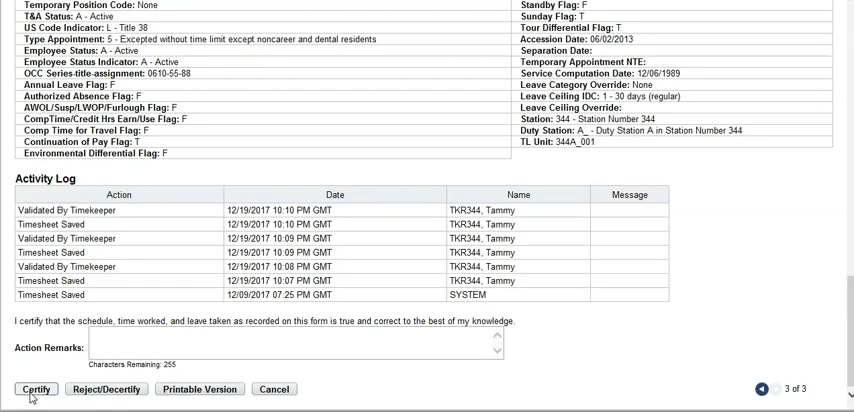 Temporary Position Code: None
T&A Status: A - Active
US Code Indicator: L - Title 38
Type Appointment: 5 - Excepted without time limit except noncareer and dental residents
Employee Status: A - Active
Employee Status Indicator: A - Active
OCC Series-title-assignment: 0610-55-88
Annual Leave Flag: F
Authorized Absence Flag: F
AWOL/Susp/LWOP/Furlough Flag: F
CompTime/Credit Hrs Earn/Use Flag: F
Comp Time for Travel Flag: F
Continuation of Pay Flag: T
Environmental Differential Flag: F
Standby Flag: F
Sunday Flag: T
Tour Differential Flag: T
Accession Date: 06/02/2013
Separation Date:
Temporary Appointment NTE:
Service Computation Date: 12/06/1989
Leave Category Override: None
Leave Ceiling IDC: 1 - 30 days (regular)
Leave Ceiling Override:
Station: 344 - Station Number 344
Duty Station: A_ - Duty Station A in Station Number 344
TL Unit: 344A_001
Activity Log
Action Date Name Message
Validated By Timekeeper 12/19/2017 10:10 PM GMT TKR344, Tammy
Timesheet Saved 12/19/2017 10:10 PM GMT TKR344, Tammy
Validated By Timekeeper 12/19/2017 10:09 PM GMT TKR344, Tammy
Timesheet Saved 12/19/2017 10:09 PM GMT TKR344, Tammy
Validated By Timekeeper 12/19/2017 10:08 PM GMT TKR344, Tammy
Timesheet Saved 12/19/2017 10:07 PM GMT TKR344, Tammy
Timesheet Saved 12/09/2017 07:25 PM GMT SYSTEM
I certify that the schedule, time worked, and leave taken as recorded on this form is true and correct to the best of my knowledge.
Action Remarks:
Characters Remaining: 255
Certify Reject/Decertify Printable Version Cancel 3 of 3